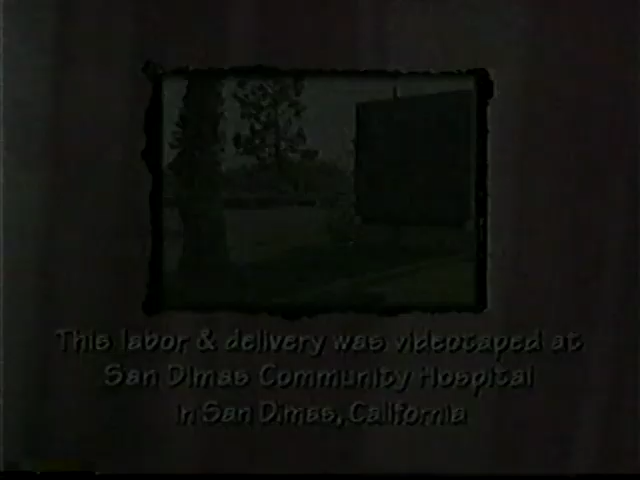 This labor & delivery was videotaped at
San Dimas Community Hospital
in San Dimas, California